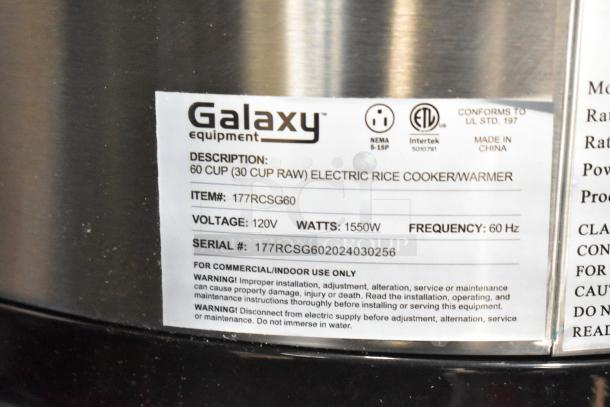 Galaxy™
equipment
NEMA
5-15P
ETL
us
Intertek
5010781
CONFORMS TO
UL STD. 197
MADE IN
CHINA
DESCRIPTION:
60 CUP (30 CUP RAW) ELECTRIC RICE COOKER/WARMER
ITEM#: 177RCSG60
VOLTAGE: 120V WATTS: 1550W FREQUENCY: 60 Hz
SERIAL #: 177RCSG602024030256
FOR COMMERCIAL/INDOOR USE ONLY
WARNING! Improper installation, adjustment, alteration, service or maintenance
can cause property damage, injury or death. Read the installation, operating, and
maintenance instructions thoroughly before installing or servicing this equipment.
WARNING! Disconnect from electric supply before adjustment, alternation, service
or maintenance. Do not immerse in water.
GROUP
Mo
Rat
Rat
Pow
Prod
CLA
CON
FOR
CAU
DO N
READ